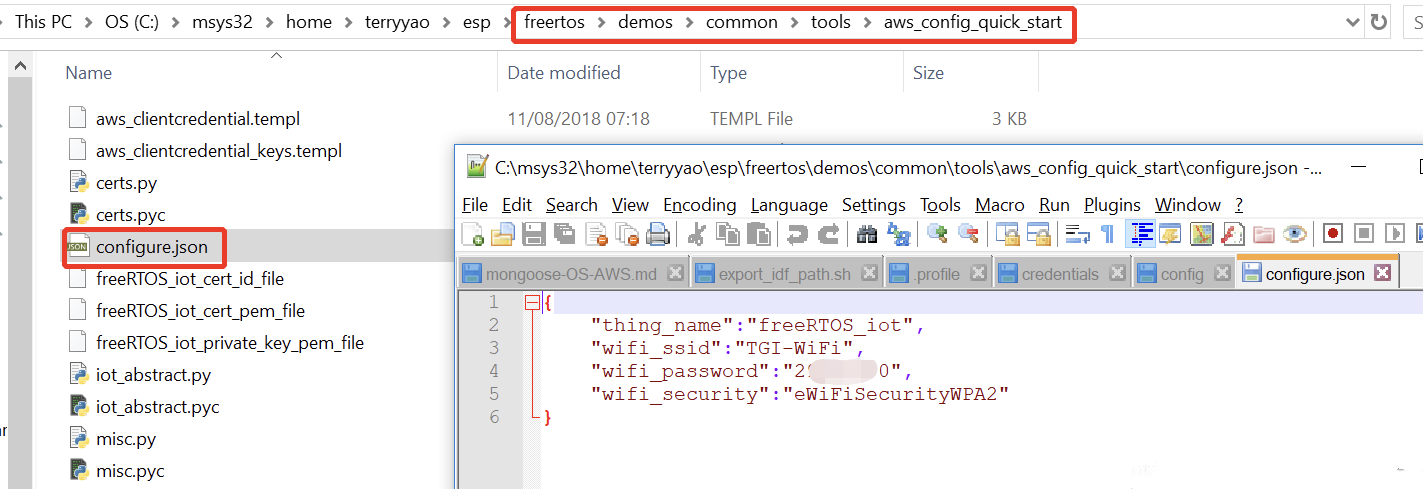 This PC > OS (C:) > msys32 > home > terryyao > esp > freertos > demos > common > tools > aws_config_quick_start
Name Date modified Type Size
aws_clientcredential.templ 11/08/2018 07:18 TEMPL File 3 KB
aws_clientcredential_keys.templ
certs.py
certs.pyc
configure.json
freeRTOS_iot_cert_id_file
freeRTOS_iot_cert_pem_file
freeRTOS_iot_private_key_pem_file
iot_abstract.py
iot_abstract.pyc
misc.py
misc.pyc
C:\msys32\home\terryyao\esp\freertos\demos\common\tools\aws_config_quick_start\configure.json -...
File Edit Search View Encoding Language Settings Tools Macro Run Plugins Window ?
mongoose-OS-AWS.md export_idf_path.sh .profile credentials config configure.json
1 {
2 "thing_name":"freeRTOS_iot",
3 "wifi_ssid":"TGI-WiFi",
4 "wifi_password":"2 0",
5 "wifi_security":"eWiFiSecurityWPA2"
6 }